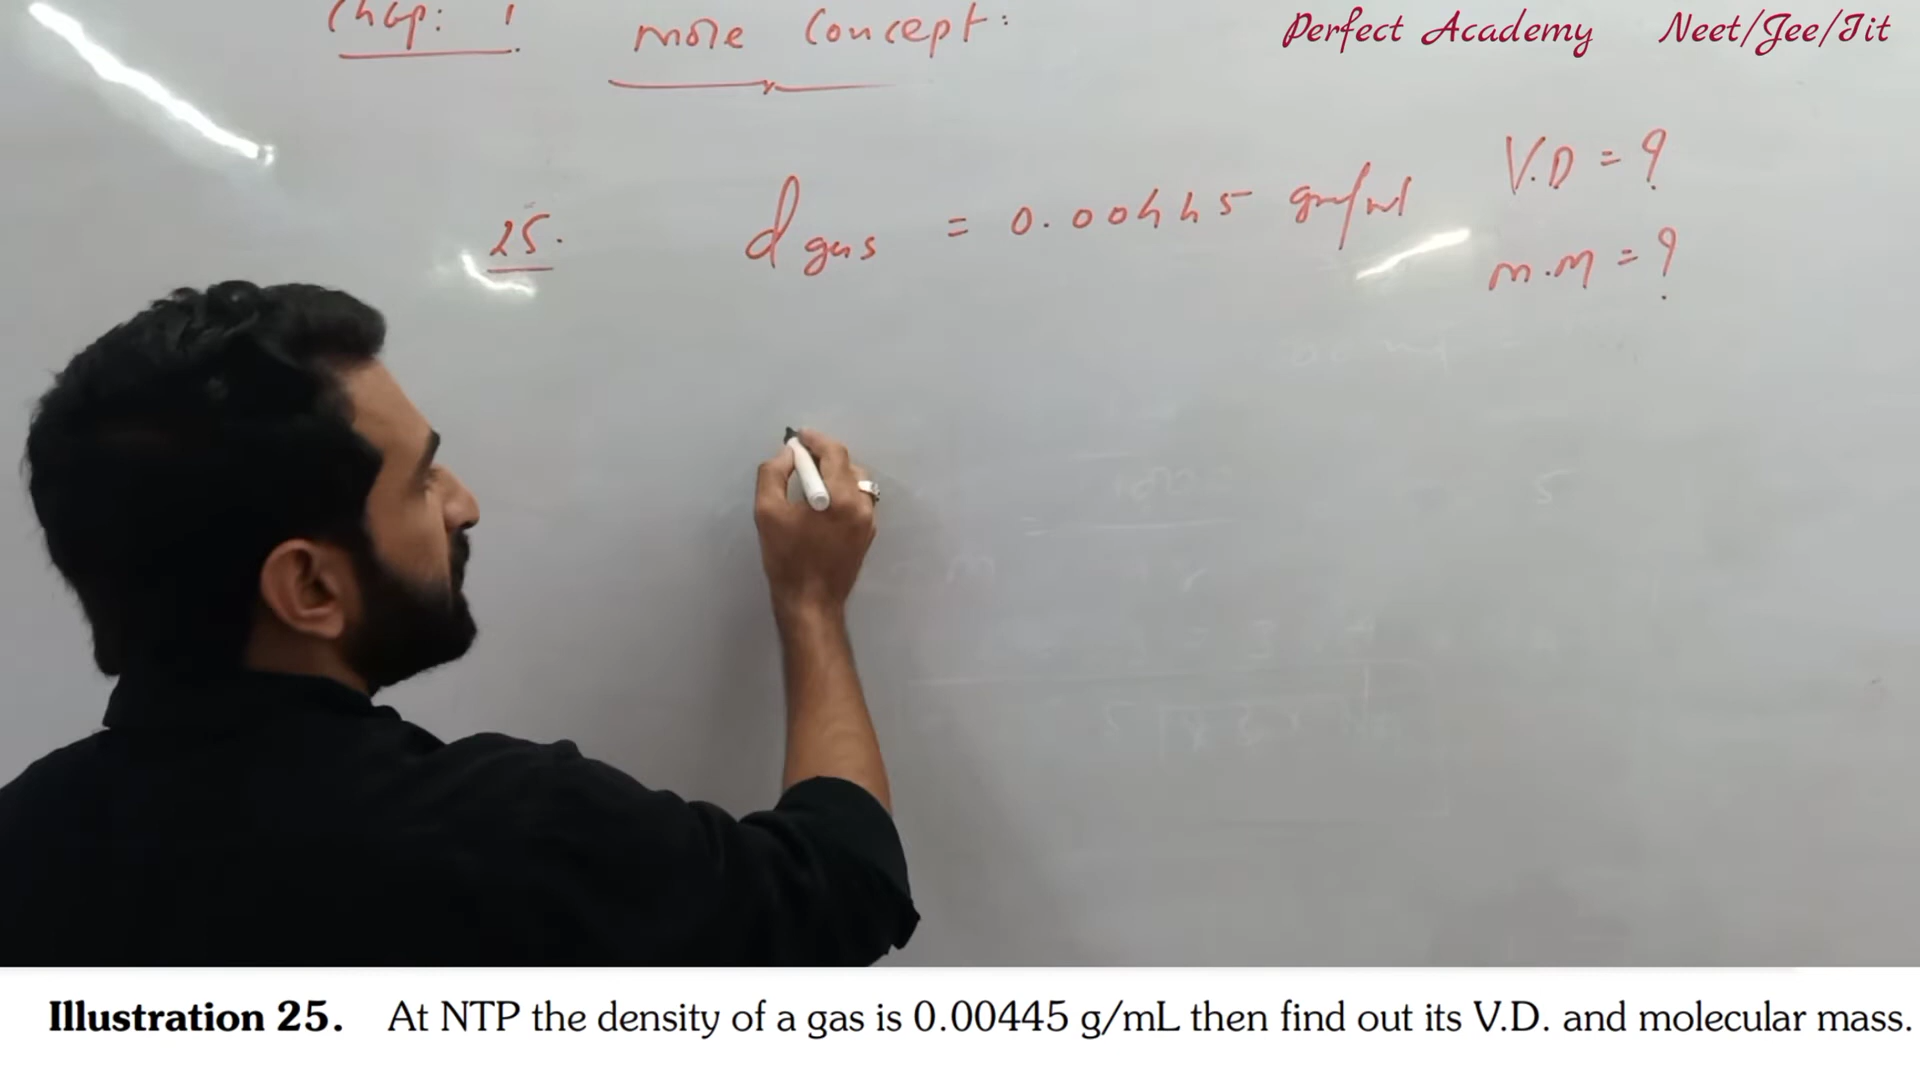 Chap: 1 mole Concept:
Perfect Academy Neet/Jee/Iit
25. d gas = 0.00445 gm/ml
V.D = ?
m.m = ?
Illustration 25. At NTP the density of a gas is 0.00445 g/mL then find out its V.D. and molecular mass.